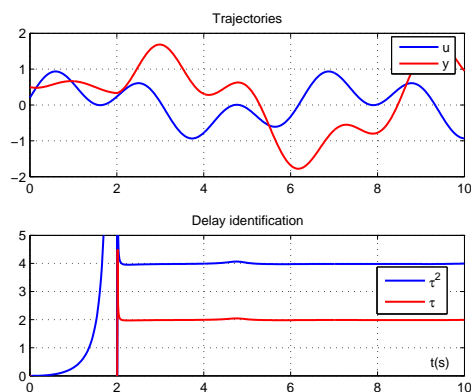 Trajectories
2
1
0
−1
−2
0 2 4 6 8 10
u
y
Delay identification
5
4
3
2
1
0
0 2 4 6 8 10
τ²
τ
t(s)